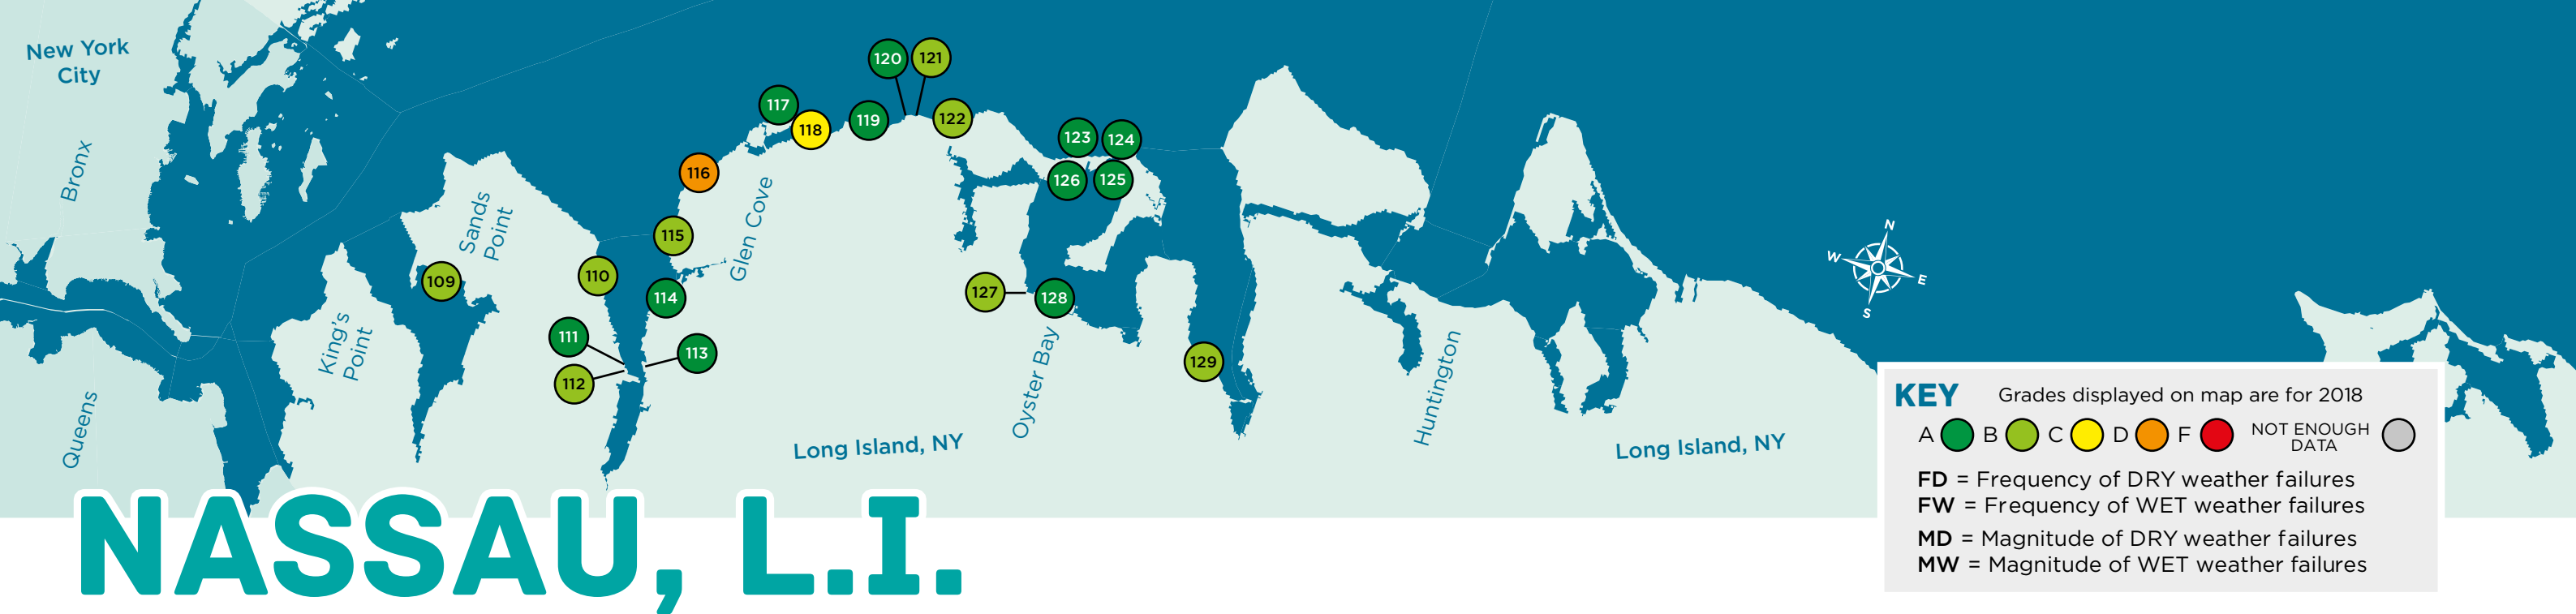 New York
City
Bronx
Queens
King's
Point
Sands
Point
109
110
111
112
113
114
115
116
Glen Cove
117
118
119
120
121
122
123
124
126
125
127
128
129
Oyster Bay
Huntington
Long Island, NY
Long Island, NY
N
W
E
S
NASSAU, L.I.
KEY Grades displayed on map are for 2018
A B C D F NOT ENOUGH
DATA
FD = Frequency of DRY weather failures
FW = Frequency of WET weather failures
MD = Magnitude of DRY weather failures
MW = Magnitude of WET weather failures